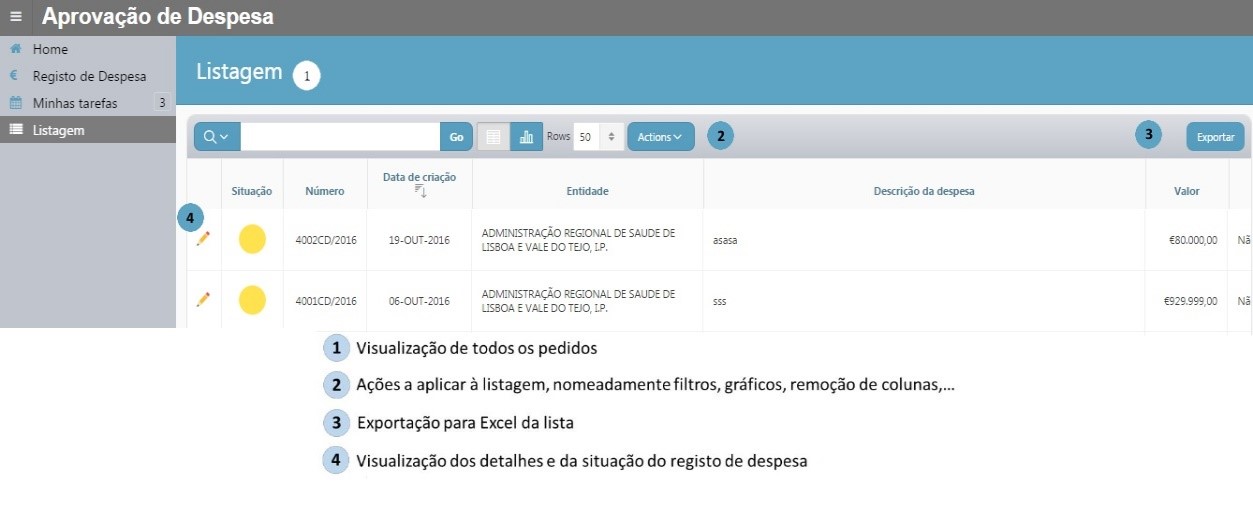 Aprovação de Despesa
Home
Registo de Despesa
Minhas tarefas 3
Listagem
Listagem 1
Go Rows 50 Actions 2 3 Exportar
Situação Número Data de criação Entidade Descrição da despesa Valor
4
4002CD/2016 19-OUT-2016 ADMINISTRAÇÃO REGIONAL DE SAUDE DE
LISBOA E VALE DO TEJO, I.P. asasa €80.000,00 Nã
4001CD/2016 06-OUT-2016 ADMINISTRAÇÃO REGIONAL DE SAUDE DE
LISBOA E VALE DO TEJO, I.P. sss €929.999,00 Nã
1 Visualização de todos os pedidos
2 Ações a aplicar à listagem, nomeadamente filtros, gráficos, remoção de colunas,...
3 Exportação para Excel da lista
4 Visualização dos detalhes e da situação do registo de despesa